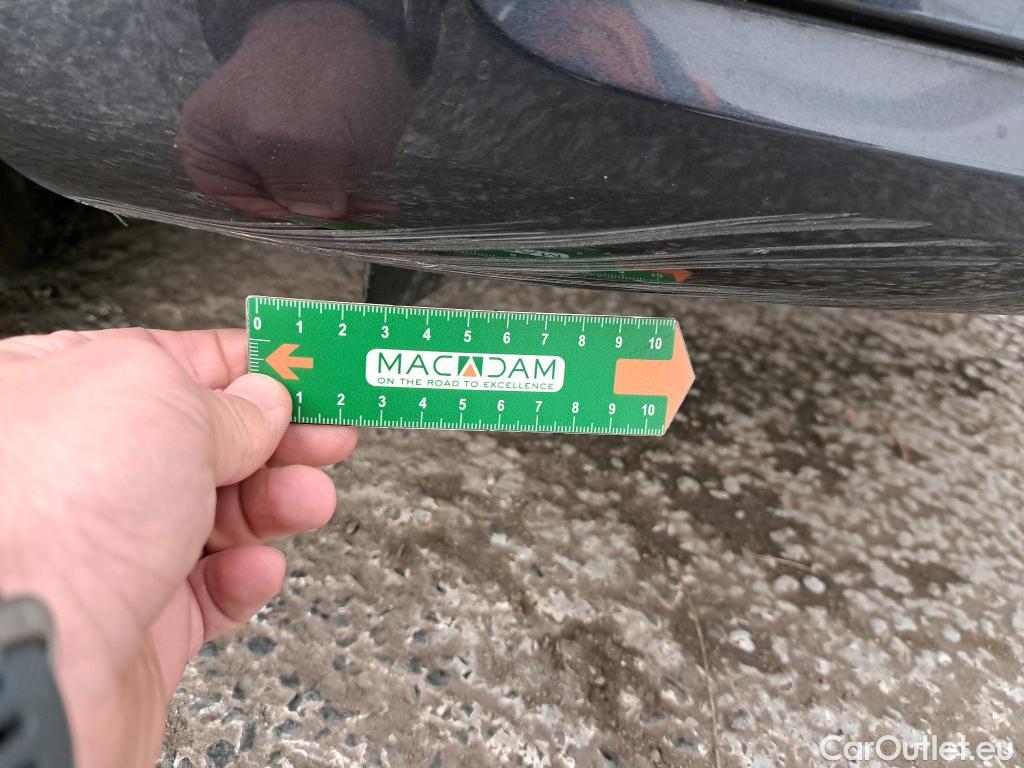 0 1 2 3 4 5 6 7 8 9 10
MACADAM
ON THE ROAD TO EXCELLENCE
1 2 3 4 5 6 7 8 9 10
CarOutlet.eu